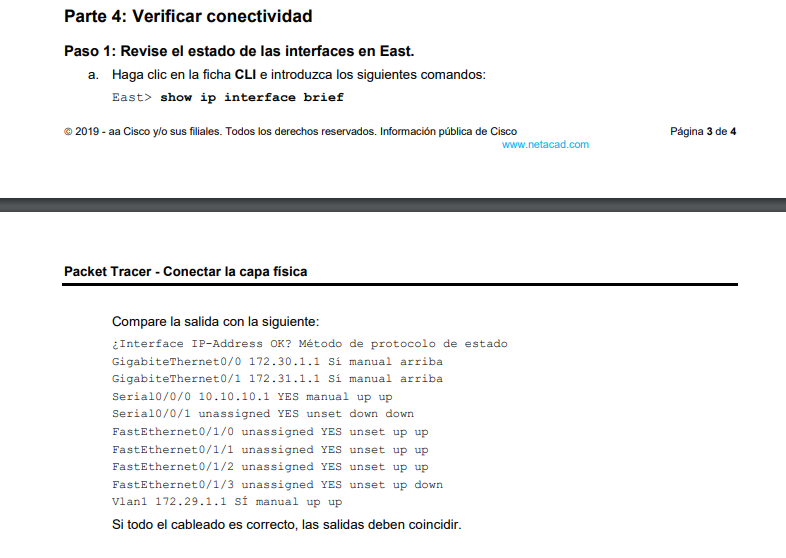 Parte 4: Verificar conectividad
Paso 1: Revise el estado de las interfaces en East.
a. Haga clic en la ficha CLI e introduzca los siguientes comandos:
East> show ip interface brief
© 2019 - aa Cisco y/o sus filiales. Todos los derechos reservados. Información pública de Cisco Página 3 de 4
www.netacad.com
Packet Tracer - Conectar la capa física
Compare la salida con la siguiente:
¿Interface IP-Address OK? Método de protocolo de estado
GigabiteThernet0/0 172.30.1.1 Sí manual arriba
GigabiteThernet0/1 172.31.1.1 Sí manual arriba
Serial0/0/0 10.10.10.1 YES manual up up
Serial0/0/1 unassigned YES unset down down
FastEthernet0/1/0 unassigned YES unset up up
FastEthernet0/1/1 unassigned YES unset up up
FastEthernet0/1/2 unassigned YES unset up up
FastEthernet0/1/3 unassigned YES unset up down
Vlan1 172.29.1.1 SÍ manual up up
Si todo el cableado es correcto, las salidas deben coincidir.